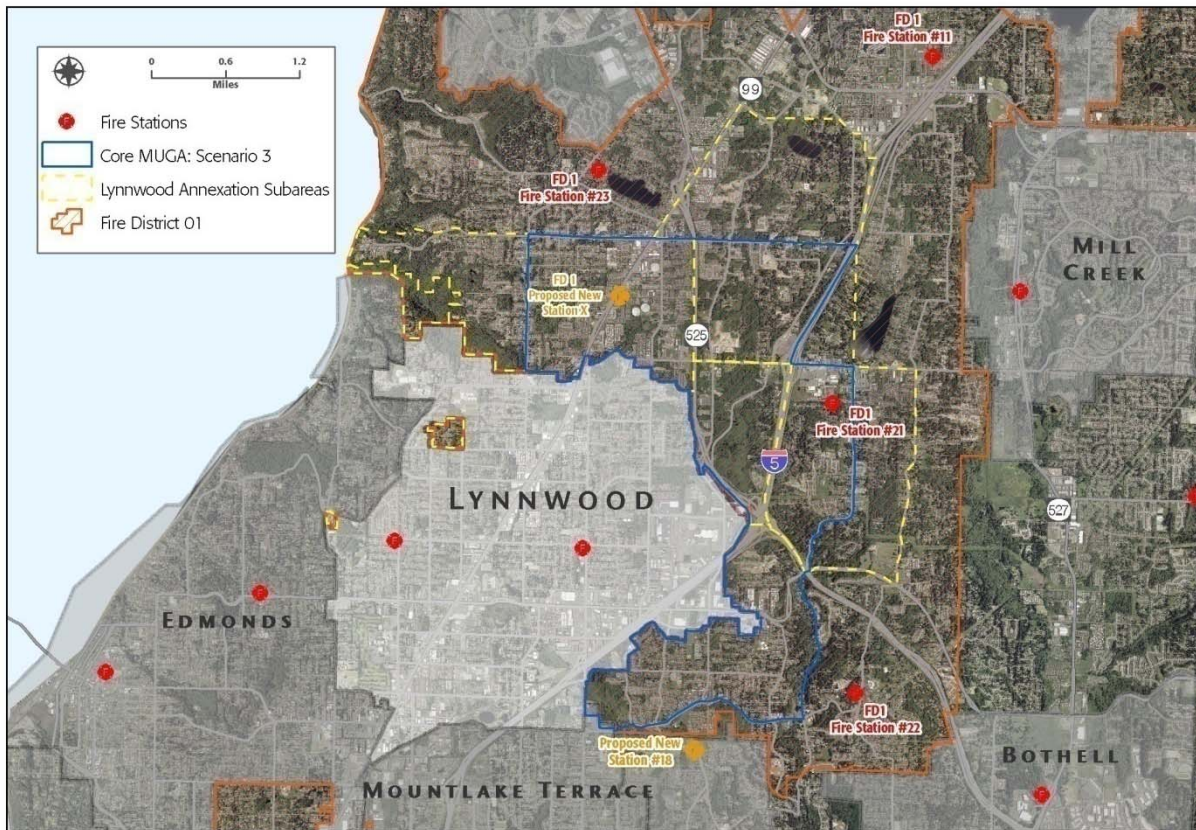 0 0.6 1.2
Miles
Fire Stations
Core MUGA: Scenario 3
Lynnwood Annexation Subareas
Fire District 01
FD 1
Fire Station #11
99
FD 1
Fire Station #23
MILL
CREEK
FD 1
Proposed New
Station X
525
FD1
Fire Station #21
5
LYNNWOOD
527
EDMONDS
FD1
Fire Station #22
Proposed New
Station #18
BOTHELL
MOUNTLAKE TERRACE